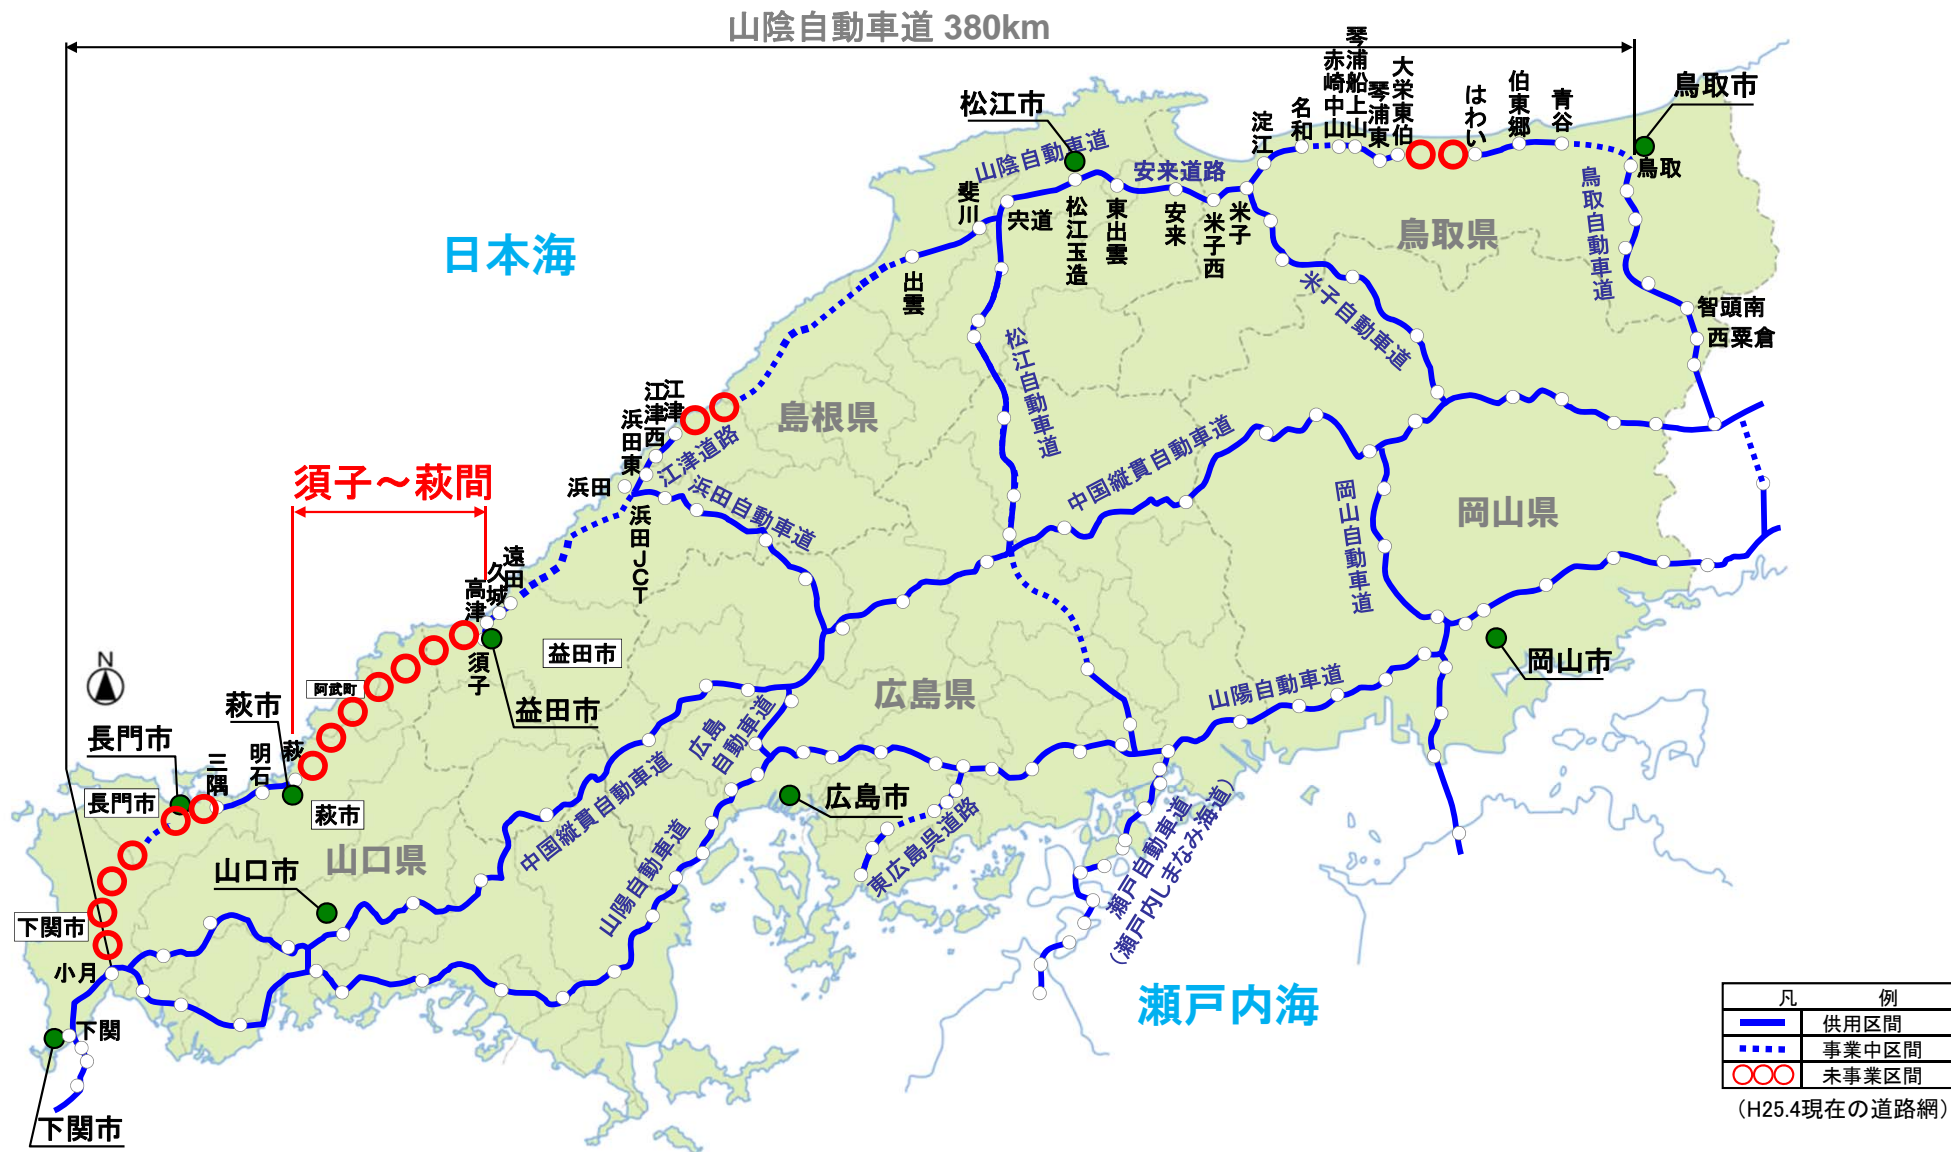 山陰自動車道 380km
鳥取市
松江市
淀江
名和
赤崎中山
琴浦船上山
琴浦東
大栄東伯
はわい
泊東郷
青谷
鳥取
山陰自動車道
安来道路
斐川
宍道
松江玉造
東出雲
安来
米子西
米子
鳥取県
鳥取自動車道
日本海
出雲
米子自動車道
智頭南
西粟倉
松江自動車道
島根県
江津
江津西
浜田東
浜田
江津道路
浜田自動車道
浜田JCT
中国縦貫自動車道
岡山自動車道
岡山県
須子～萩間
遠田
久城
高津
須子
益田市
益田市
阿武町
岡山市
N
萩市
長門市
萩
明石
三隅
長門市
萩市
広島県
山陽自動車道
広島自動車道
広島市
中国縦貫自動車道
山陽自動車道
東広島呉道路
瀬戸自動車道
（瀬戸内しまなみ海道）
山口県
山口市
下関市
小月
下関
下関市
瀬戸内海
凡 例
供用区間
事業中区間
未事業区間
（H25.4現在の道路網）